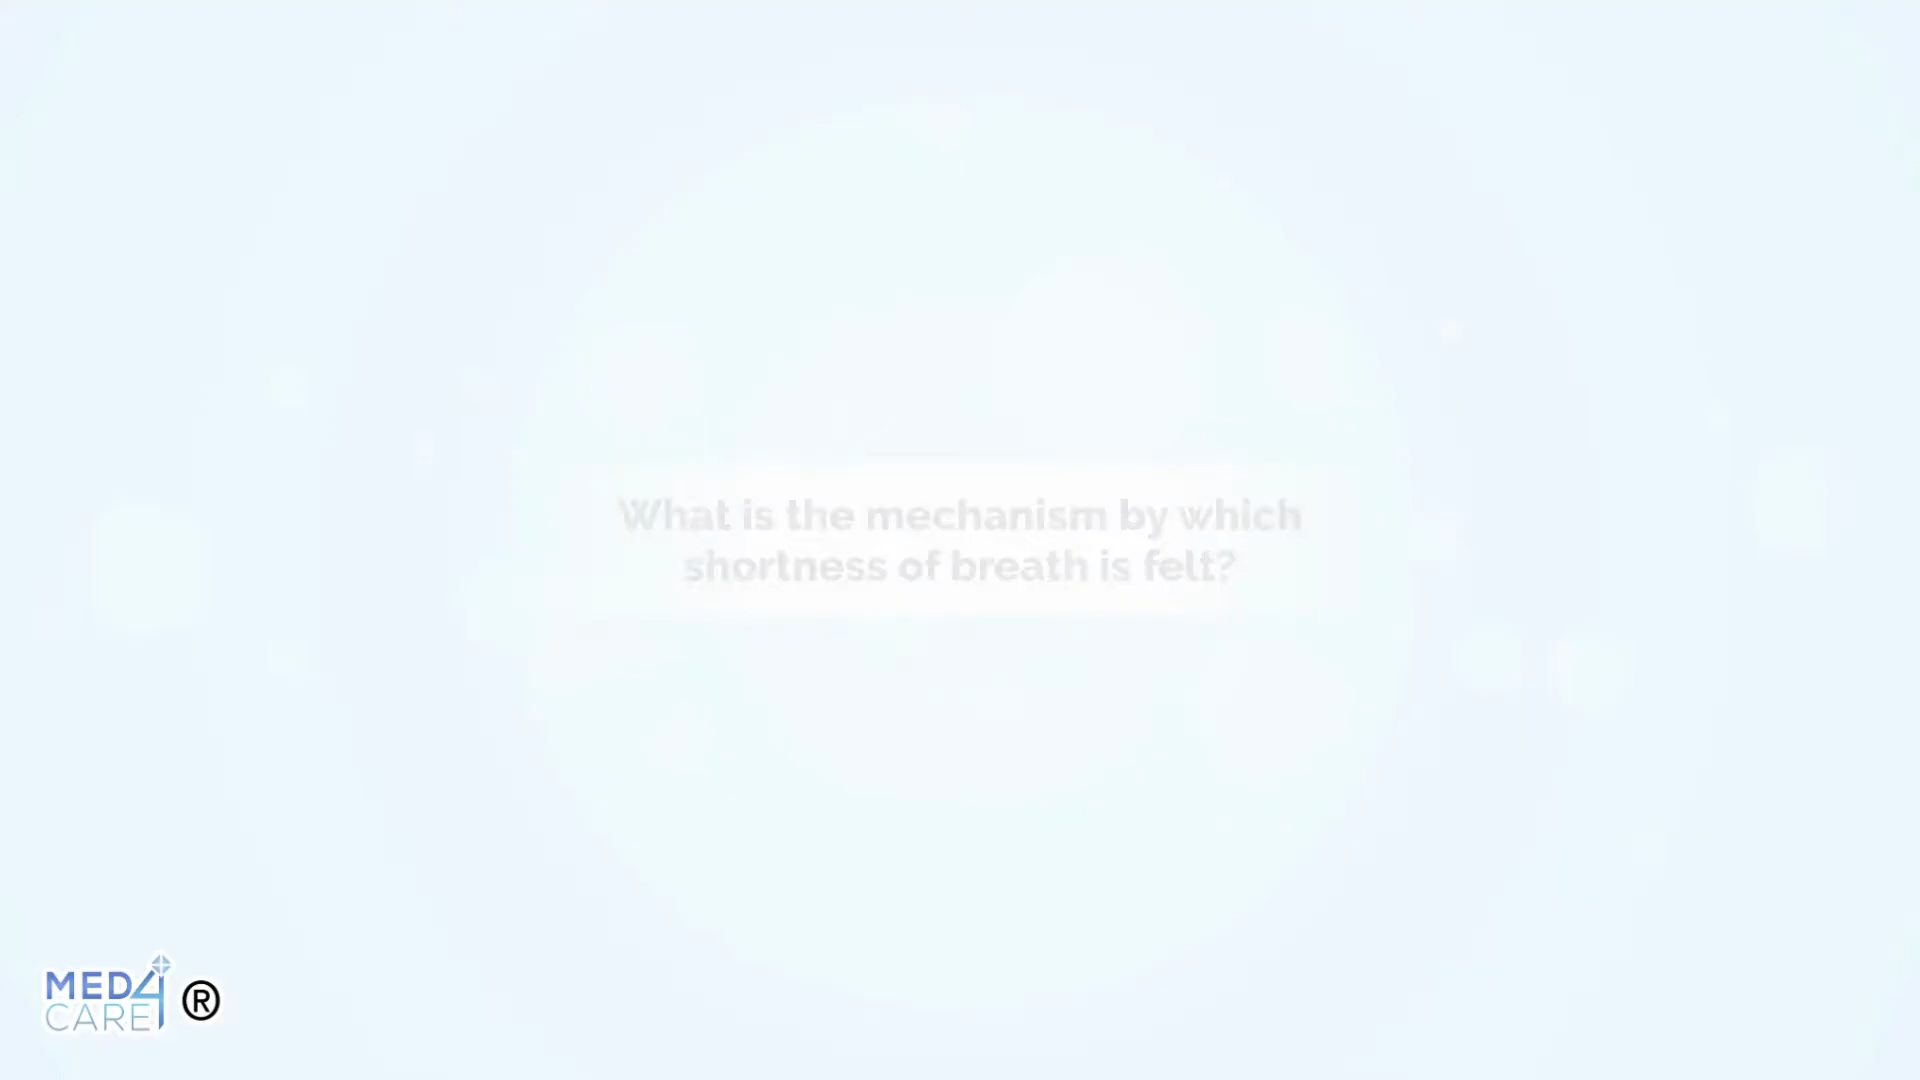 What is the mechanism by which
shortness of breath is felt?
MED4
CARE ®